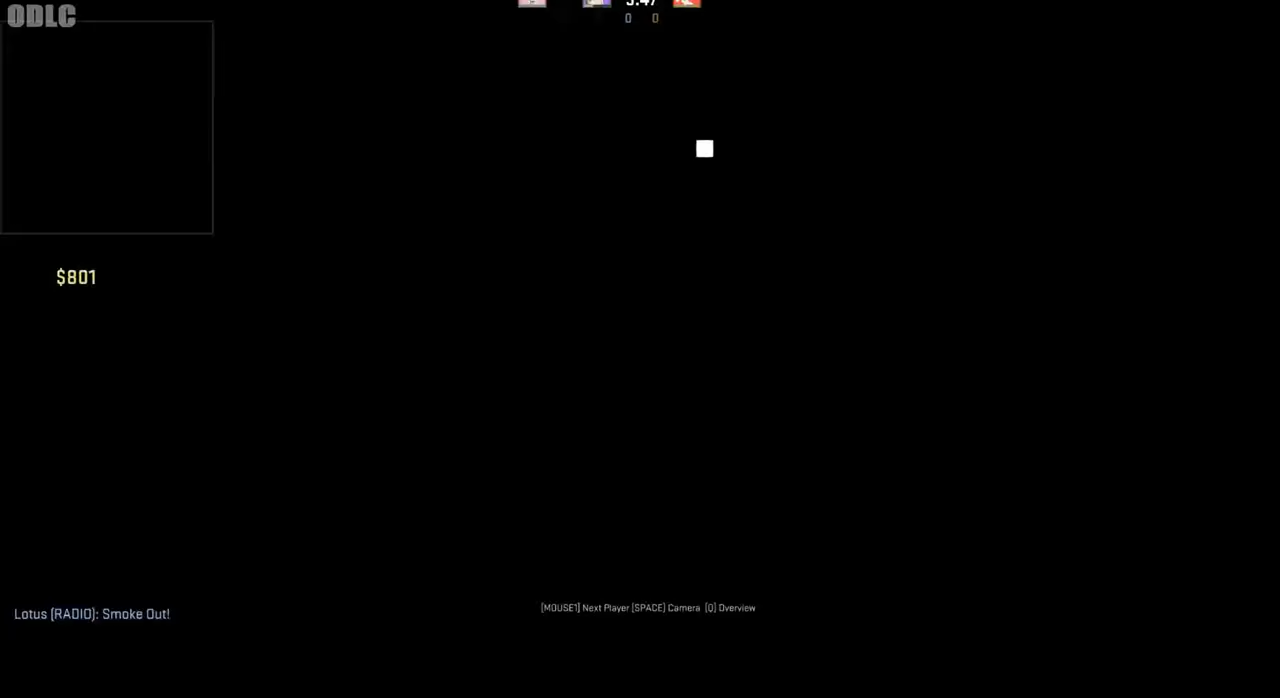 ODLC
0 0
$801
Lotus (RADIO): Smoke Out!
[MOUSE1] Next Player [SPACE] Camera [Q] Overview